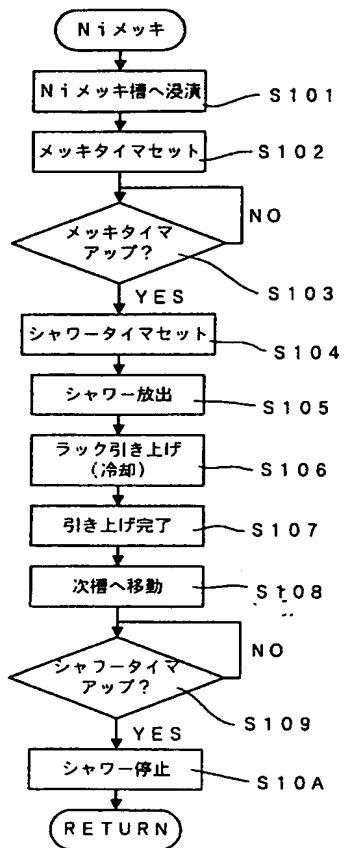 Niメッキ
Niメッキ槽へ浸漬
S101
メッキタイマセット
S102
NO
メッキタイマ
アップ?
S103
YES
シャワータイマセット
S104
シャワー放出
S105
ラック引き上げ
(冷却)
S106
引き上げ完了
S107
次槽へ移動
S108
NO
シャワータイマ
アップ?
S109
YES
シャワー停止
S10A
RETURN